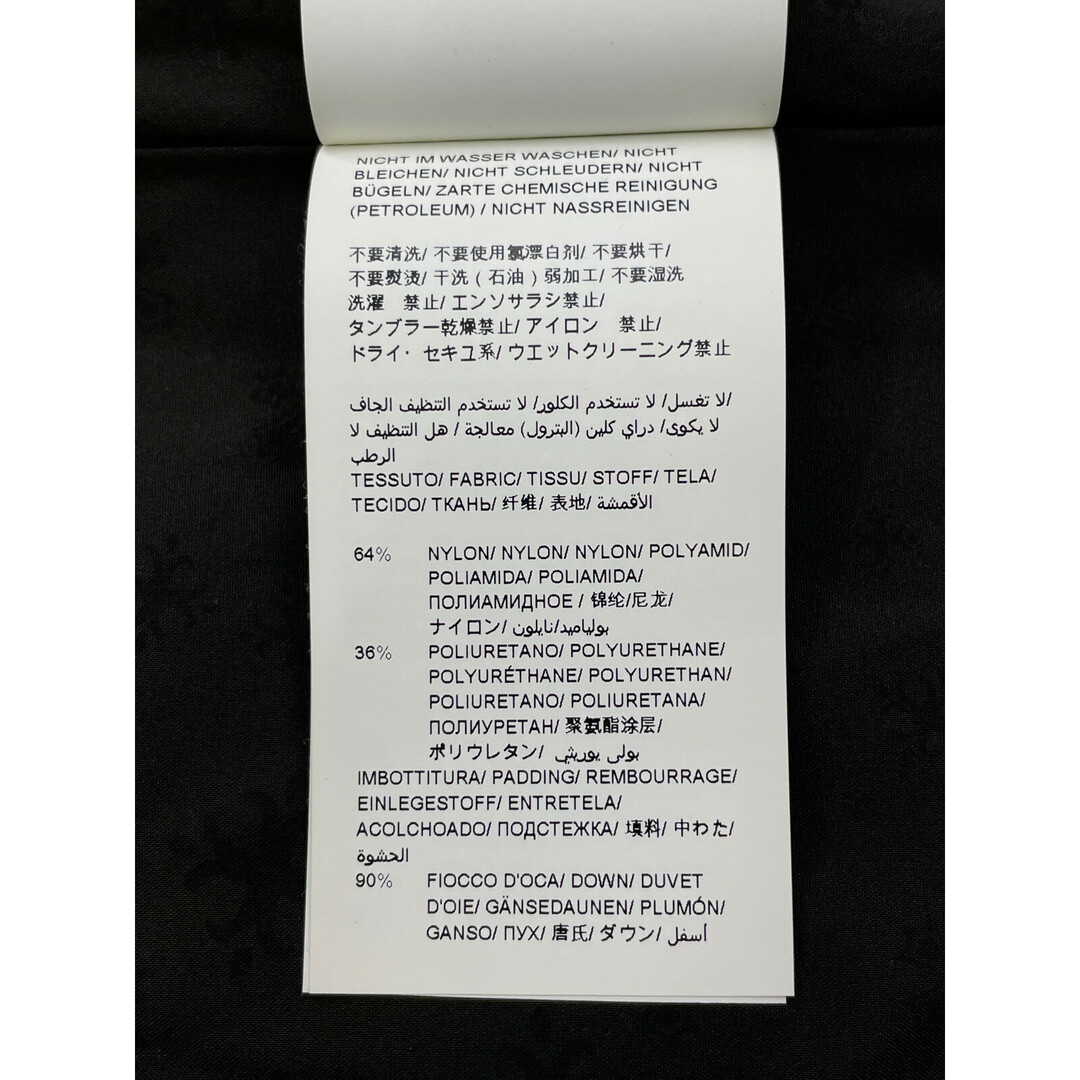 NICHT IM WASSER WASCHEN/ NICHT
BLEICHEN/ NICHT SCHLEUDERN/ NICHT
BÜGELN/ ZARTE CHEMISCHE REINIGUNG
(PETROLEUM) / NICHT NASSREINIGEN
不要清洗/ 不要使用氯漂白剂/ 不要烘干/
不要熨烫/ 干洗（石油）弱加工/ 不要湿洗
洗濯　禁止/ エンソサラシ禁止/
タンブラー乾燥禁止/ アイロン　禁止/
ドライ・セキユ系/ ウエットクリーニング禁止
لا تغسل/ لا تستخدم الكلور/ لا تستخدم التنظيف الجاف/
لا يكوى/ دراي كلين (البترول) معالجة / هل التنظيف لا
الرطب
TESSUTO/ FABRIC/ TISSU/ STOFF/ TELA/
TECIDO/ ТКАНЬ/ 纤维/ 表地/ الأقمشة
64% NYLON/ NYLON/ NYLON/ POLYAMID/
POLIAMIDA/ POLIAMIDA/
ПОЛИАМИДНОЕ / 锦纶/尼龙/
ナイロン/ بولياميد/نايلون
36% POLIURETANO/ POLYURETHANE/
POLYURÉTHANE/ POLYURETHAN/
POLIURETANO/ POLIURETANA/
ПОЛИУРЕТАН/ 聚氨酯涂层/
ポリウレタン/ بولى يوريثي
IMBOTTITURA/ PADDING/ REMBOURRAGE/
EINLEGESTOFF/ ENTRETELA/
ACOLCHOADO/ ПОДСТЕЖКА/ 填料/ 中わた/
الحشوة
90% FIOCCO D'OCA/ DOWN/ DUVET
D'OIE/ GÄNSEDAUNEN/ PLUMÓN/
GANSO/ ПУХ/ 唐氏/ ダウン/ أسفل